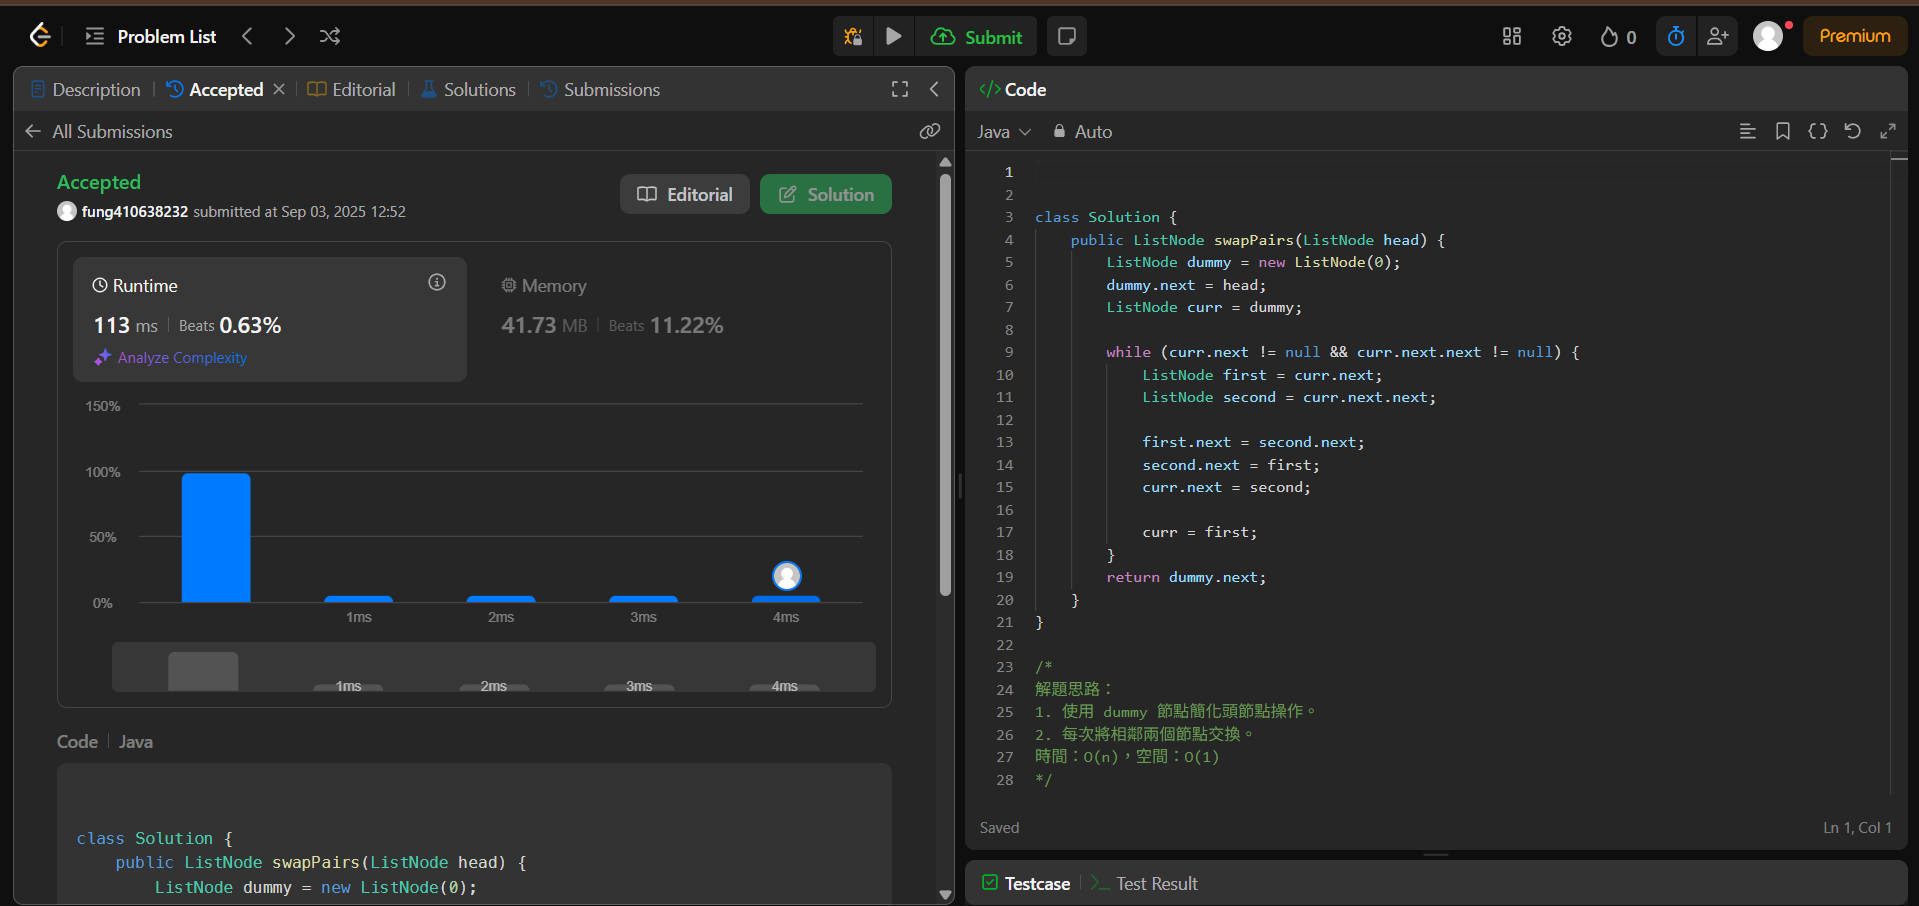 Problem List
Submit
0
Premium
Description
Accepted
Editorial
Solutions
Submissions
All Submissions
Accepted
Editorial
Solution
fung410638232 submitted at Sep 03, 2025 12:52
Runtime
113 ms
Beats 0.63%
Analyze Complexity
Memory
41.73 MB
Beats 11.22%
150%
100%
50%
0%
1ms
2ms
3ms
4ms
1ms
2ms
3ms
4ms
Code
Java
class Solution {
public ListNode swapPairs(ListNode head) {
ListNode dummy = new ListNode(0);
</> Code
Java
Auto
1
2
3 class Solution {
4 public ListNode swapPairs(ListNode head) {
5 ListNode dummy = new ListNode(0);
6 dummy.next = head;
7 ListNode curr = dummy;
8
9 while (curr.next != null && curr.next.next != null) {
10 ListNode first = curr.next;
11 ListNode second = curr.next.next;
12
13 first.next = second.next;
14 second.next = first;
15 curr.next = second;
16
17 curr = first;
18 }
19 return dummy.next;
20 }
21 }
22
23 /*
24 解題思路：
25 1. 使用 dummy 節點簡化頭節點操作。
26 2. 每次將相鄰兩個節點交換。
27 時間：O(n)，空間：O(1)
28 */
Saved
Ln 1, Col 1
Testcase
Test Result